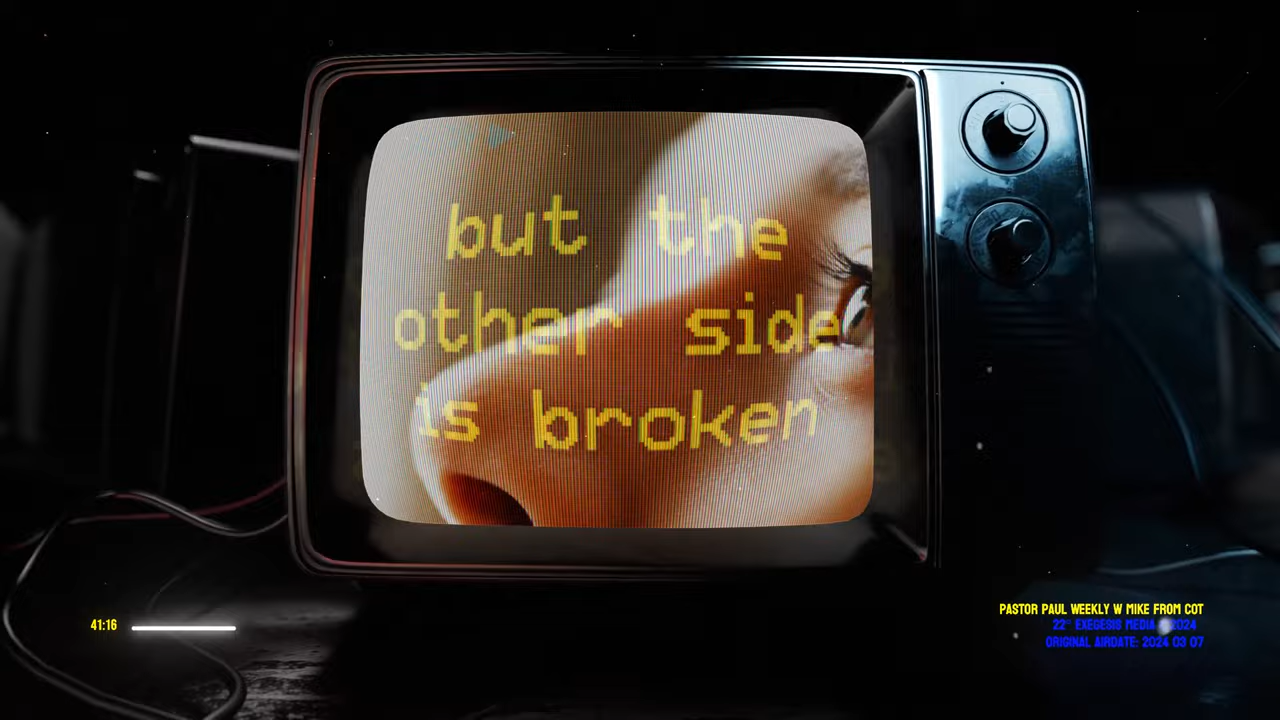 but the
other side
is broken
41:16
PASTOR PAUL WEEKLY W MIKE FROM COT
EXEGESIS MEDIA 2024
ORIGINAL AIRDATE: 2024 03 07